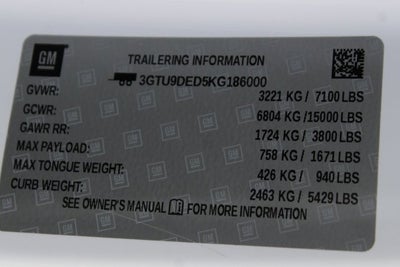 GM
TRAILERING INFORMATION
3GTU9DED5KG186000
GVWR: 3221 KG / 7100 LBS
GCWR: 6804 KG /15000 LBS
GAWR RR: 1724 KG / 3800 LBS
MAX PAYLOAD: 758 KG / 1671 LBS
MAX TONGUE WEIGHT: 426 KG / 940 LBS
CURB WEIGHT: 2463 KG / 5429 LBS
SEE OWNER'S MANUAL FOR MORE INFORMATION